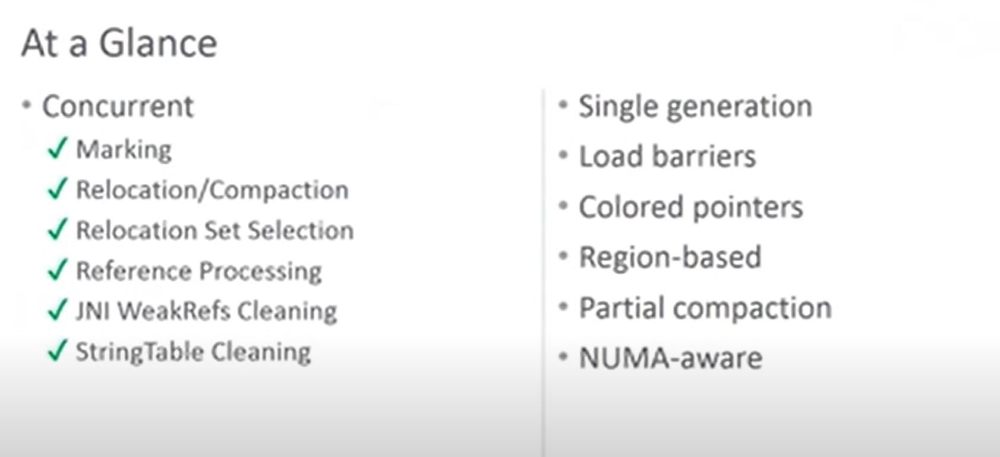 At a Glance
• Concurrent
✓ Marking
✓ Relocation/Compaction
✓ Relocation Set Selection
✓ Reference Processing
✓ JNI WeakRefs Cleaning
✓ StringTable Cleaning
• Single generation
• Load barriers
• Colored pointers
• Region-based
• Partial compaction
• NUMA-aware